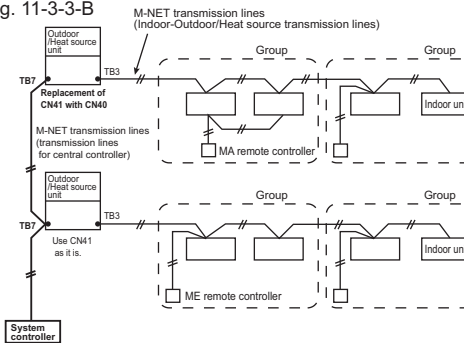 g. 11-3-3-B
M-NET transmission lines
(Indoor-Outdoor/Heat source transmission lines)
Outdoor
/Heat source
unit
Group
Group
TB7
TB3
Replacement of
CN41 with CN40
Indoor un
MA remote controller
M-NET transmission lines
(transmission lines
for central controller)
Outdoor
/Heat source
unit
Group
Group
TB7
TB3
Use CN41
as it is.
Indoor un
ME remote controller
System
controller